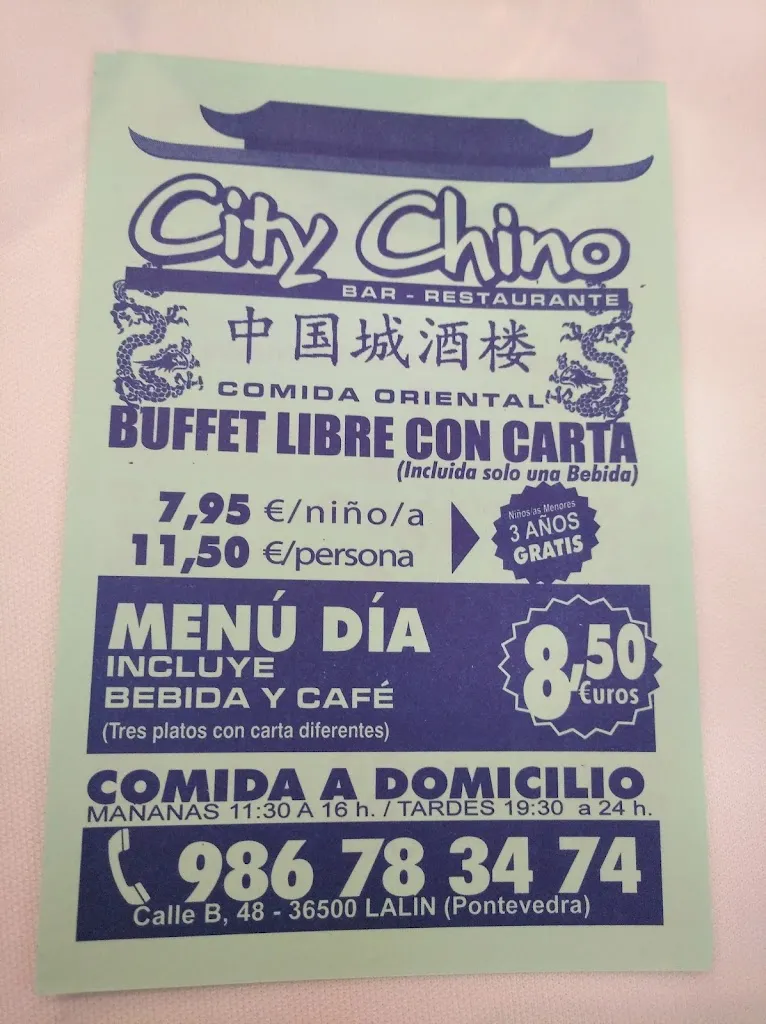 City Chino
BAR - RESTAURANTE
中国城酒楼
COMIDA ORIENTAL
BUFFET LIBRE CON CARTA
(Incluida solo una Bebida)
7,95 €/niño/a
11,50 €/persona
Niños/as Menores
3 AÑOS
GRATIS
MENÚ DÍA
INCLUYE
BEBIDA Y CAFÉ
(Tres platos con carta diferentes)
8,50
€uros
COMIDA A DOMICILIO
MAÑANAS 11:30 A 16 h. / TARDES 19:30 a 24 h.
986 78 34 74
Calle B, 48 - 36500 LALIN (Pontevedra)